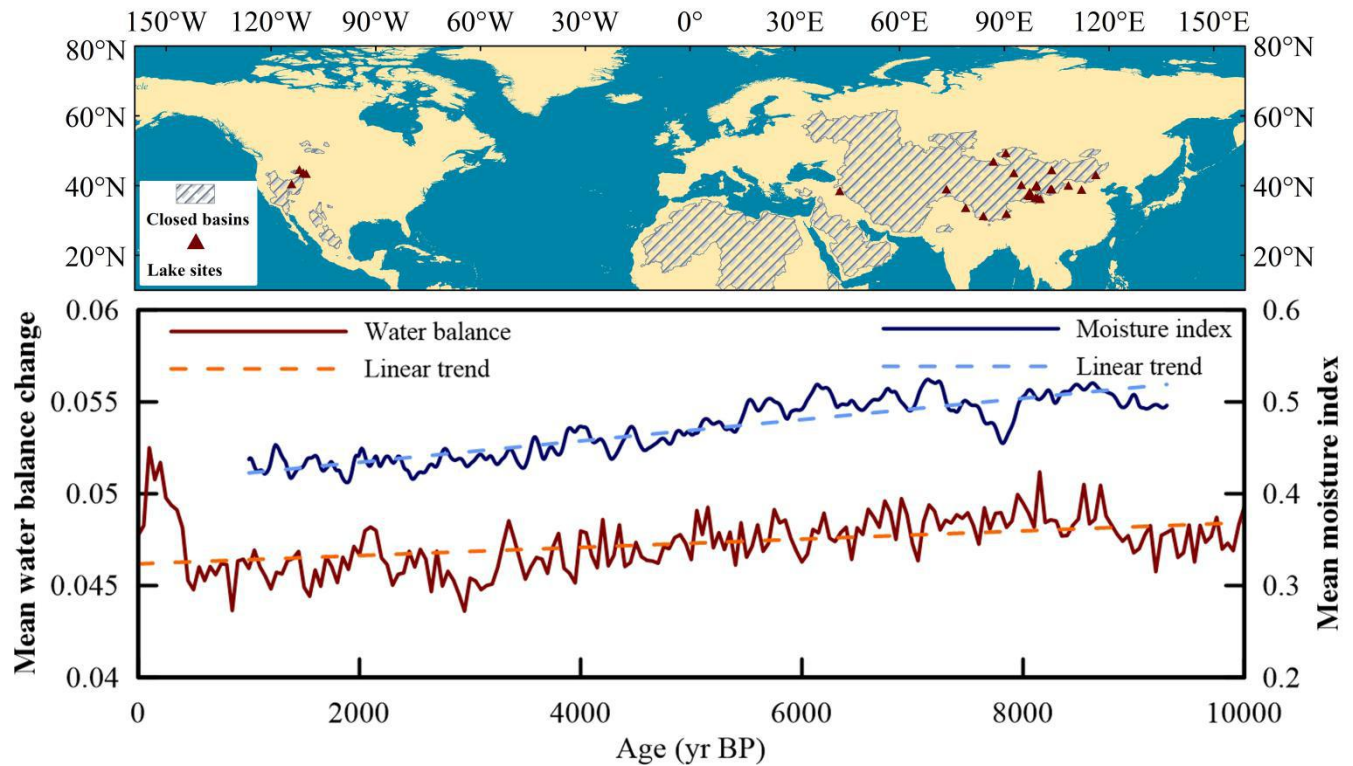 150°W 120°W 90°W 60°W 30°W 0° 30°E 60°E 90°E 120°E 150°E
80°N 80°N
60°N 60°N
40°N 40°N
20°N 20°N
Closed basins
Lake sites
Mean water balance change
0.06
0.055
0.05
0.045
0.04
Water balance
Linear trend
Moisture index
Linear trend
0.6
0.5
0.4
0.3
0.2
Mean moisture index
0 2000 4000 6000 8000 10000
Age (yr BP)